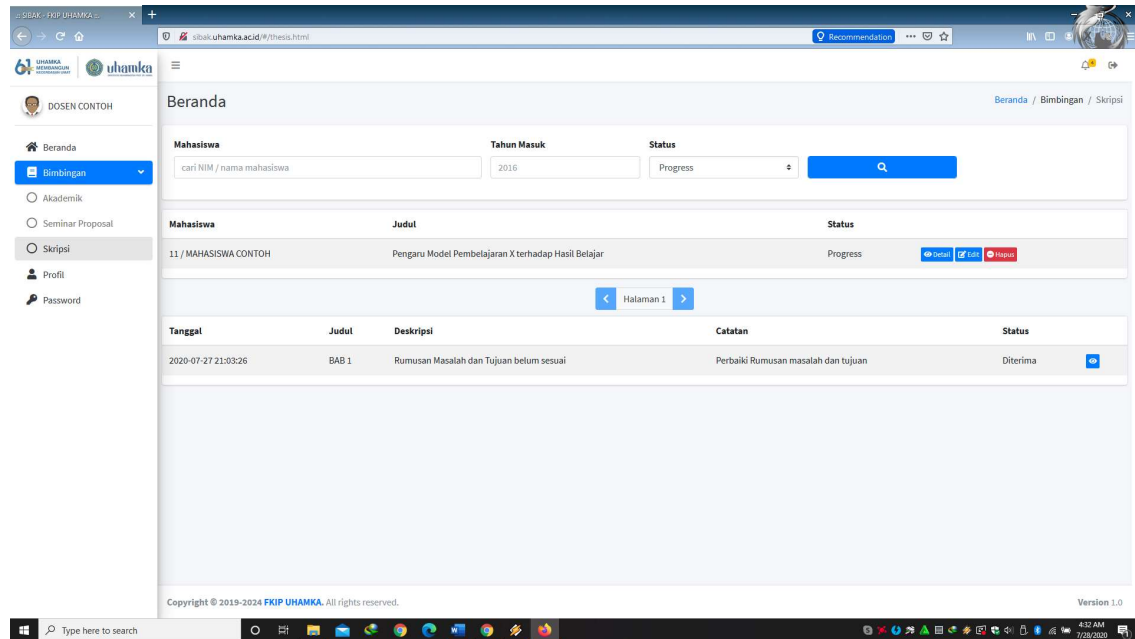 .: SIBAK - FKIP UHAMKA :.
sibak.uhamka.ac.id/#/thesis.html
Recommendation
61 UHAMKA
MEMBANGUN
uhamka
DOSEN CONTOH
Beranda
Beranda / Bimbingan / Skripsi
Beranda
Bimbingan
Akademik
Seminar Proposal
Skripsi
Profil
Password
Mahasiswa Tahun Masuk Status
cari NIM / nama mahasiswa 2016 Progress
Mahasiswa Judul Status
11 / MAHASISWA CONTOH Pengaru Model Pembelajaran X terhadap Hasil Belajar Progress Detail Edit Hapus
Halaman 1
Tanggal Judul Deskripsi Catatan Status
2020-07-27 21:03:26 BAB 1 Rumusan Masalah dan Tujuan belum sesuai Perbaiki Rumusan masalah dan tujuan Diterima
Copyright © 2019-2024 FKIP UHAMKA. All rights reserved. Version 1.0
Type here to search
4:32 AM
7/28/2020